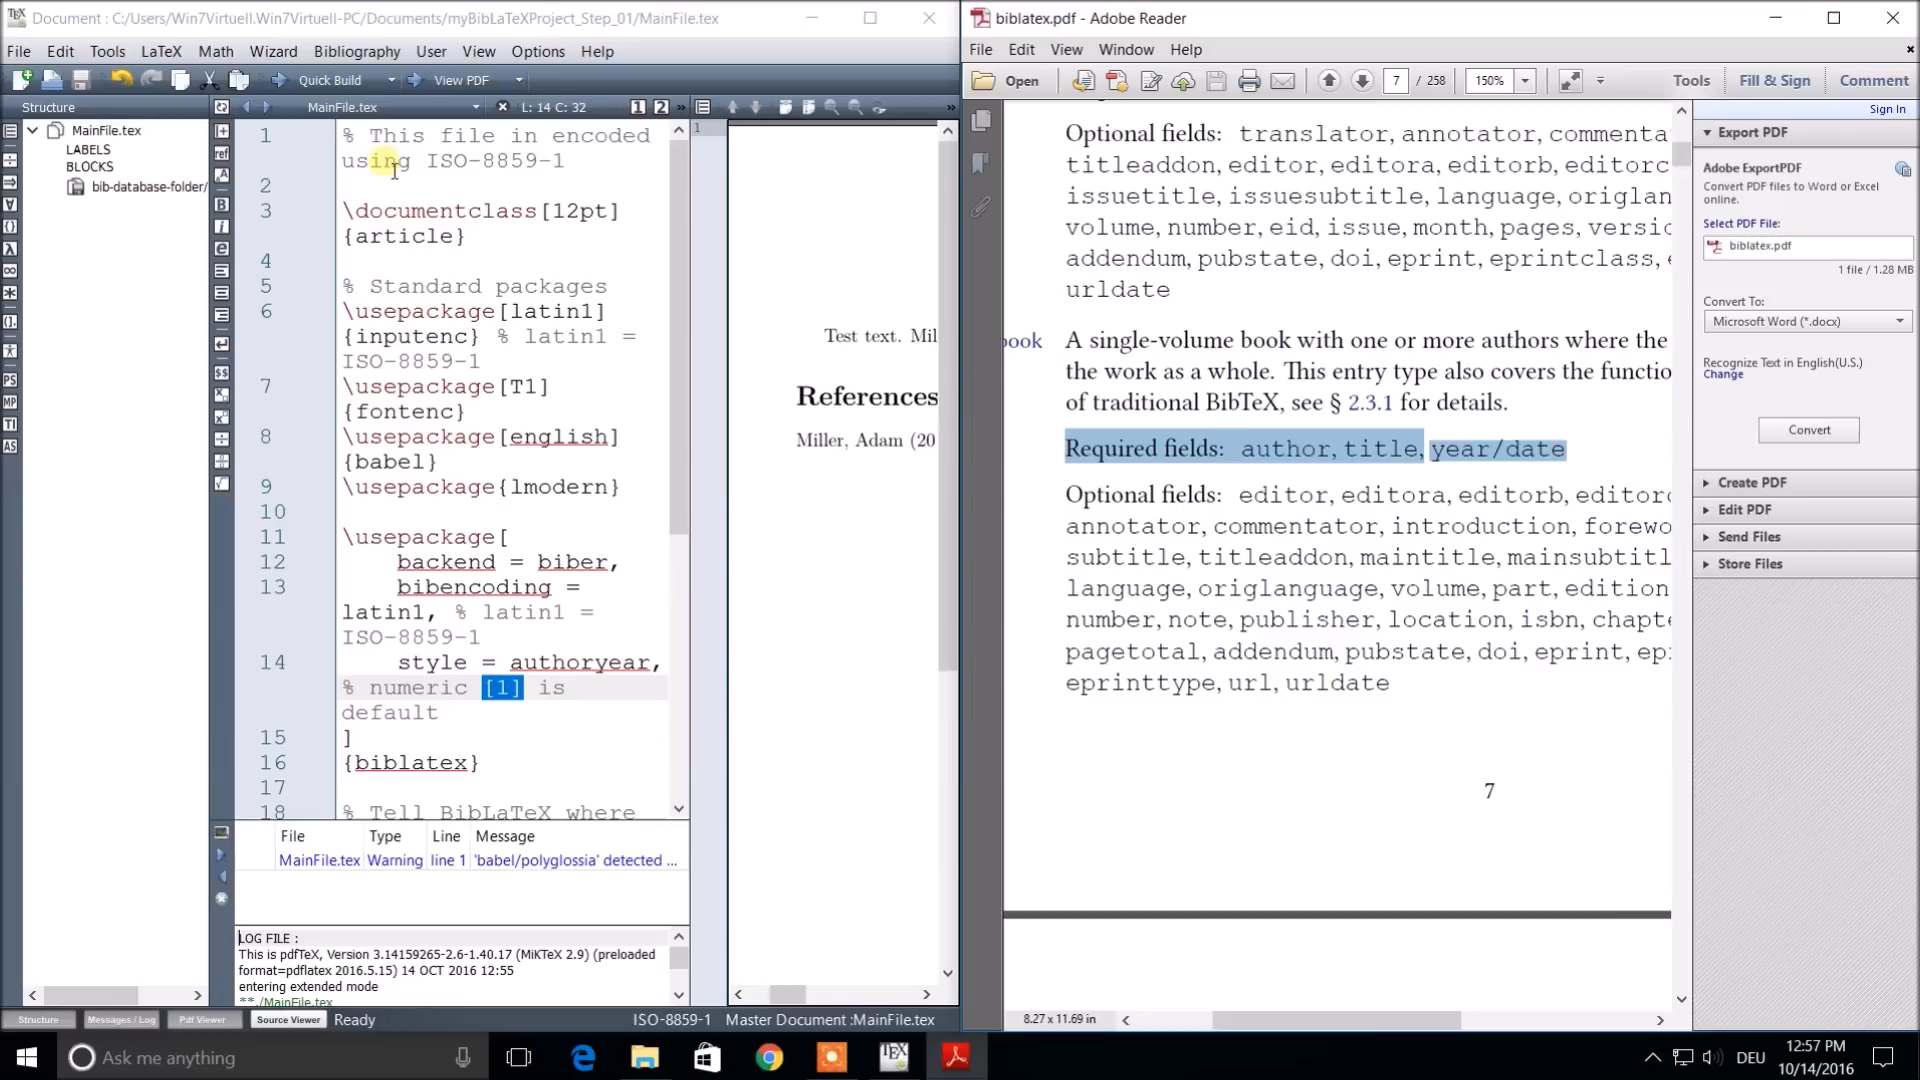 Document : C:/Users/Win7Virtuell.Win7Virtuell-PC/Documents/myBibLaTeXProject_Step_01/MainFile.tex
File Edit Tools LaTeX Math Wizard Bibliography User View Options Help
Quick Build View PDF
Structure
MainFile.tex L: 14 C: 32 1 2 »
MainFile.tex
LABELS
BLOCKS
bib-database-folder/
1 % This file in encoded
using ISO-8859-1
2
3 \documentclass[12pt]
{article}
4
5 % Standard packages
6 \usepackage[latin1]
{inputenc} % latin1 =
ISO-8859-1
7 \usepackage[T1]
{fontenc}
8 \usepackage[english]
{babel}
9 \usepackage{lmodern}
10
11 \usepackage[
12 backend = biber,
13 bibencoding =
latin1, % latin1 =
ISO-8859-1
14 style = authoryear,
% numeric [1] is
default
15 ]
16 {biblatex}
17
18 % Tell BibLaTeX where
File Type Line Message
MainFile.tex Warning line 1 'babel/polyglossia' detected ...
LOG FILE :
This is pdfTeX, Version 3.14159265-2.6-1.40.17 (MiKTeX 2.9) (preloaded
format=pdflatex 2016.5.15) 14 OCT 2016 12:55
entering extended mode
**./MainFile.tex
Structure Messages / Log Pdf Viewer Source Viewer Ready ISO-8859-1 Master Document :MainFile.tex
1
Test text. Mil
References
Miller, Adam (20
biblatex.pdf - Adobe Reader
File Edit View Window Help
Open 7 / 258 150% Tools Fill & Sign Comment
Sign In
Optional fields: translator, annotator, commenta
titleaddon, editor, editora, editorb, editorc
issuetitle, issuesubtitle, language, origlan
volume, number, eid, issue, month, pages, versio
addendum, pubstate, doi, eprint, eprintclass,
urldate
book A single-volume book with one or more authors where the
the work as a whole. This entry type also covers the functio
of traditional BibTeX, see § 2.3.1 for details.
Required fields: author, title, year/date
Optional fields: editor, editora, editorb, editorc
annotator, commentator, introduction, forewo
subtitle, titleaddon, maintitle, mainsubtitl
language, origlanguage, volume, part, edition
number, note, publisher, location, isbn, chapte
pagetotal, addendum, pubstate, doi, eprint, epr
eprinttype, url, urldate
7
8.27 x 11.69 in
Export PDF
Adobe ExportPDF
Convert PDF files to Word or Excel
online.
Select PDF File:
biblatex.pdf
1 file / 1.28 MB
Convert To:
Microsoft Word (*.docx)
Recognize Text in English(U.S.)
Change
Convert
Create PDF
Edit PDF
Send Files
Store Files
Ask me anything
DEU
12:57 PM
10/14/2016